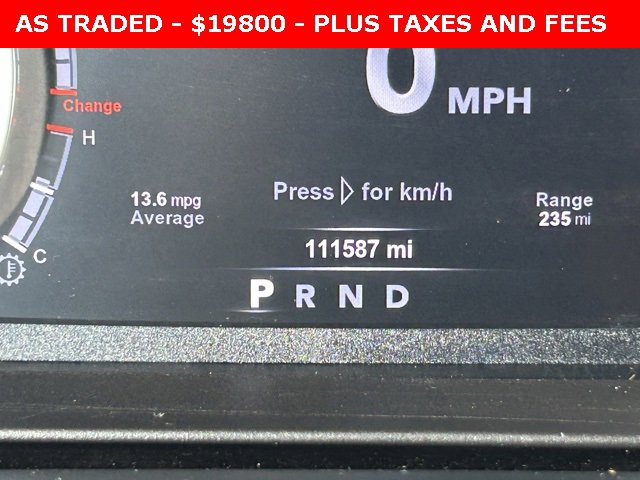 AS TRADED - $19800 - PLUS TAXES AND FEES
0 MPH
Change
H
13.6 mpg
Average
Press ▷ for km/h
Range
235 mi
111587 mi
C
P R N D